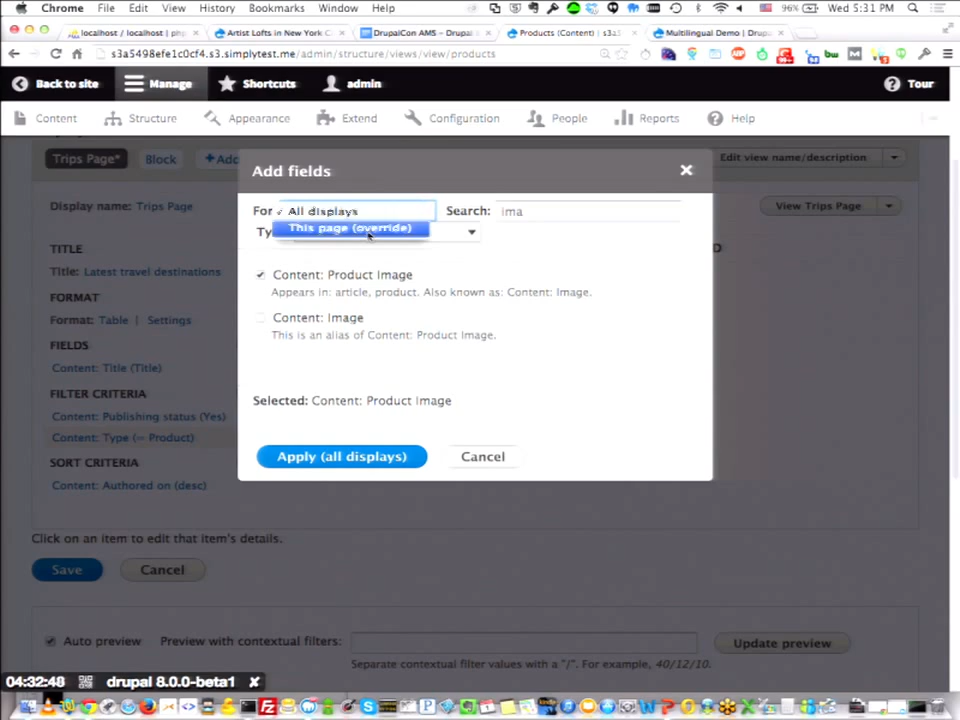 Chrome File Edit View History Bookmarks Window Help 96% Wed 5:31 PM
localhost / localhost | ph Artist Lofts in New York C DrupalCon AMS – Drupal Products (Content) | s3a Multilingual Demo | Drup
s3a5498efe1c0cf4.s3.simplytest.me/admin/structure/views/view/products
Back to site Manage Shortcuts admin Tour
Content Structure Appearance Extend Configuration People Reports Help
Trips Page* Block +Add Edit view name/description
Add fields
Display name: Trips Page View Trips Page
For All displays Search: ima
This page (override)
Ty
TITLE
Title: Latest travel destinations
FORMAT
Format: Table | Settings
FIELDS
Content: Title (Title)
FILTER CRITERIA
Content: Publishing status (Yes)
Content: Type (= Product)
SORT CRITERIA
Content: Authored on (desc)
Content: Product Image
Appears in: article, product. Also known as: Content: Image.
Content: Image
This is an alias of Content: Product Image.
Selected: Content: Product Image
Apply (all displays) Cancel
Click on an item to edit that item's details.
Save Cancel
Auto preview Preview with contextual filters: Update preview
Separate contextual filter values with a "/". For example, 40/12/10.
04:32:48 drupal 8.0.0-beta1